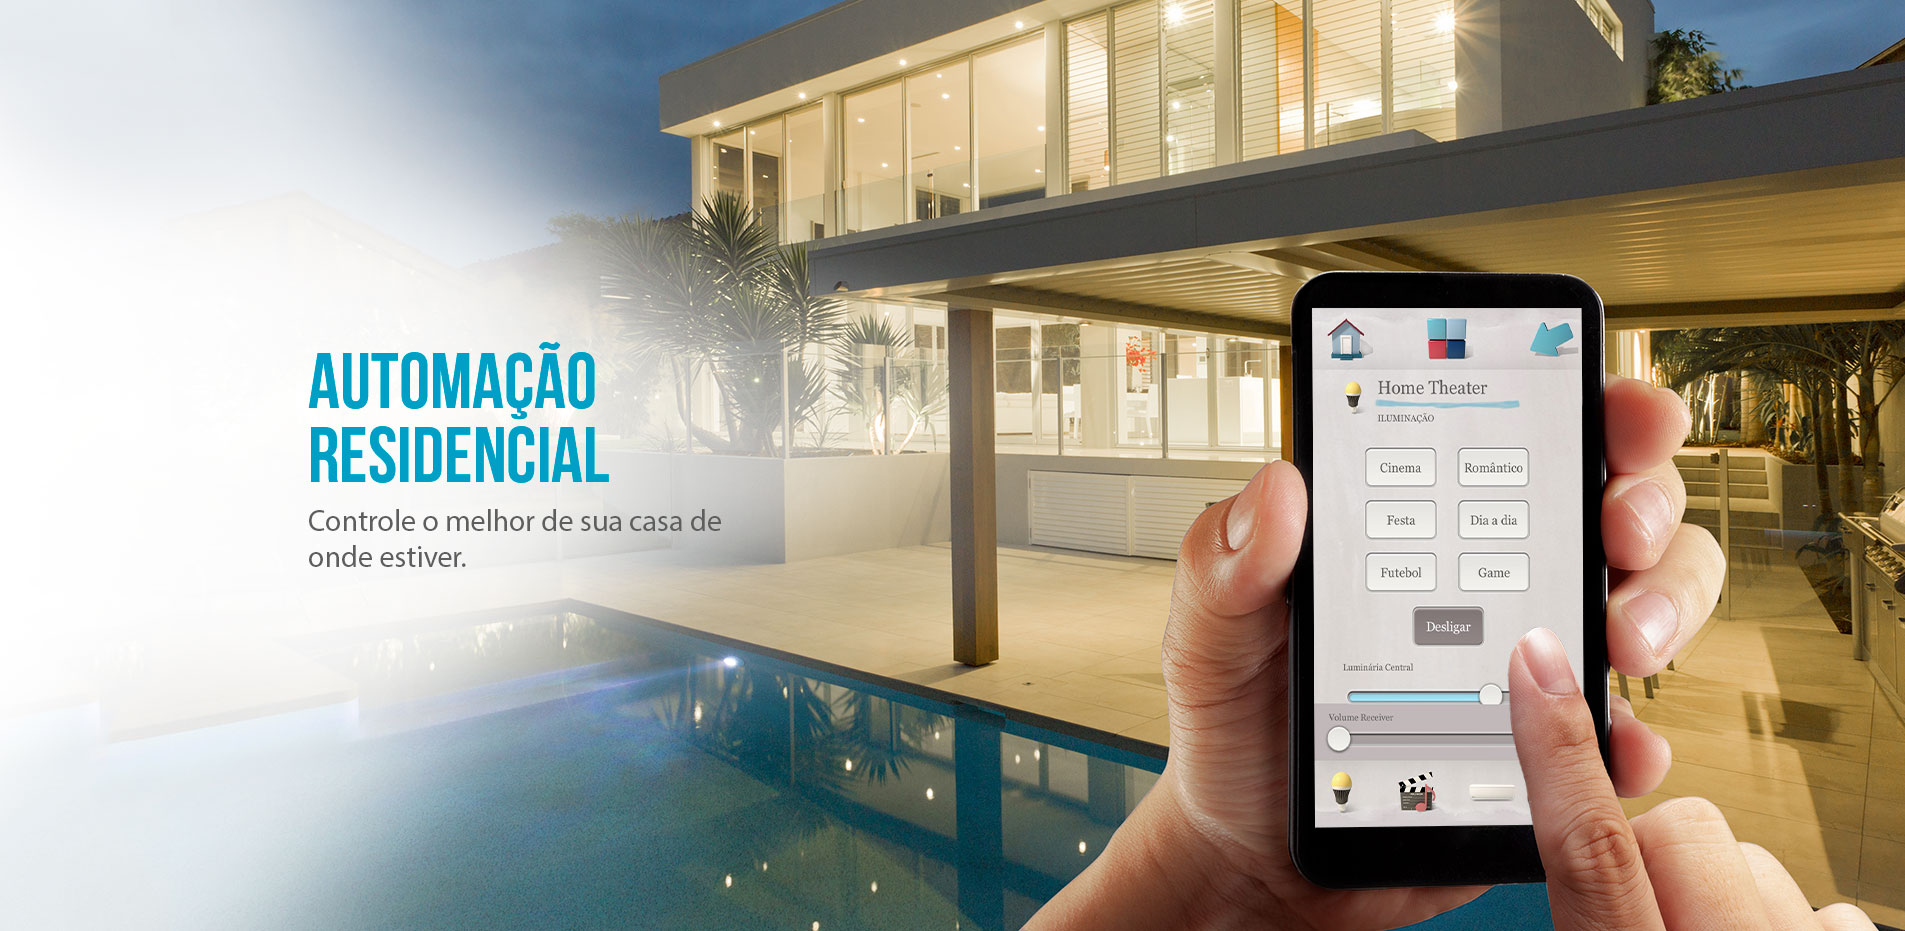 AUTOMAÇÃO
RESIDENCIAL
Controle o melhor de sua casa de
onde estiver.
Home Theater
ILUMINAÇÃO
Cinema
Romântico
Festa
Dia a dia
Futebol
Game
Desligar
Luminária Central
Volume Receiver